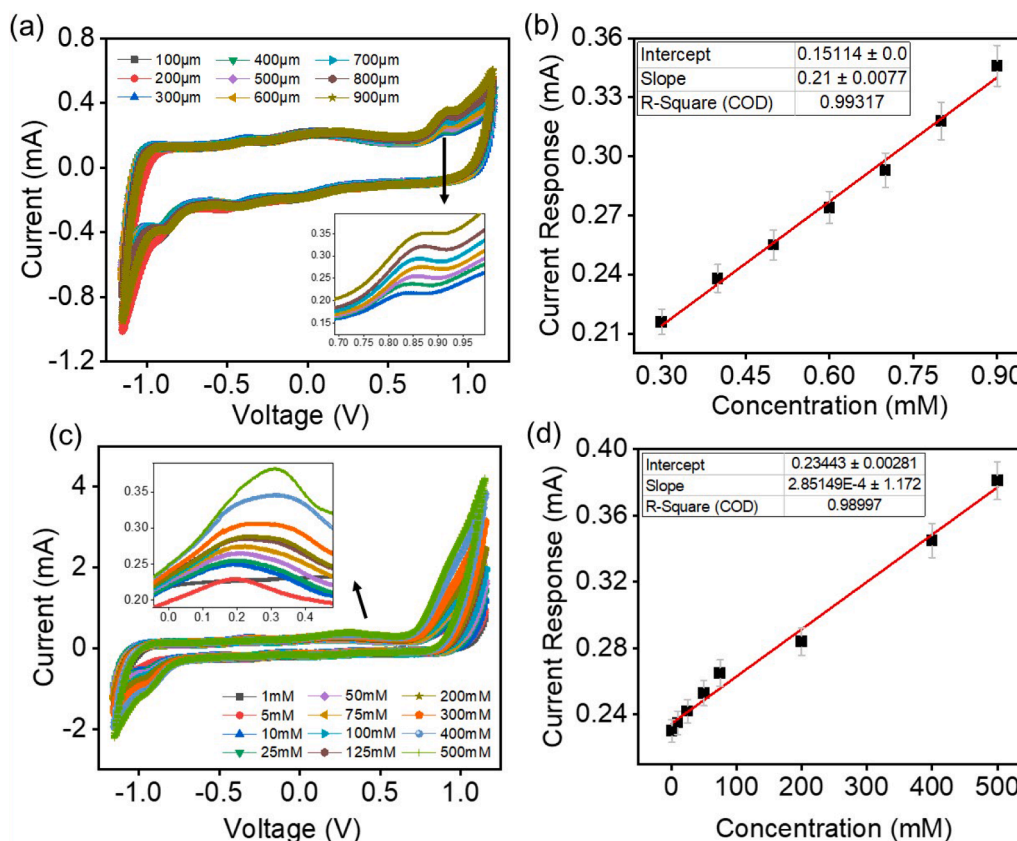 (a)
0.8
0.4
0.0
-0.4
-0.8
-1.2
Current (mA)
100µm 400µm 700µm
200µm 500µm 800µm
300µm 600µm 900µm
0.35
0.30
0.25
0.20
0.15
0.70 0.75 0.80 0.85 0.90 0.95
-1.0 -0.5 0.0 0.5 1.0
Voltage (V)
(b)
0.36
0.33
0.30
0.27
0.24
0.21
Current Response (mA)
Intercept 0.15114 ± 0.0
Slope 0.21 ± 0.0077
R-Square (COD) 0.99317
0.30 0.45 0.60 0.75 0.90
Concentration (mM)
(c)
4
2
0
-2
Current (mA)
0.35
0.30
0.25
0.20
0.0 0.1 0.2 0.3 0.4
1mM 50mM 200mM
5mM 75mM 300mM
10mM 100mM 400mM
25mM 125mM 500mM
-1.0 -0.5 0.0 0.5 1.0
Voltage (V)
(d)
0.40
0.36
0.32
0.28
0.24
Current Response (mA)
Intercept 0.23443 ± 0.00281
Slope 2.85149E-4 ± 1.172
R-Square (COD) 0.98997
0 100 200 300 400 500
Concentration (mM)